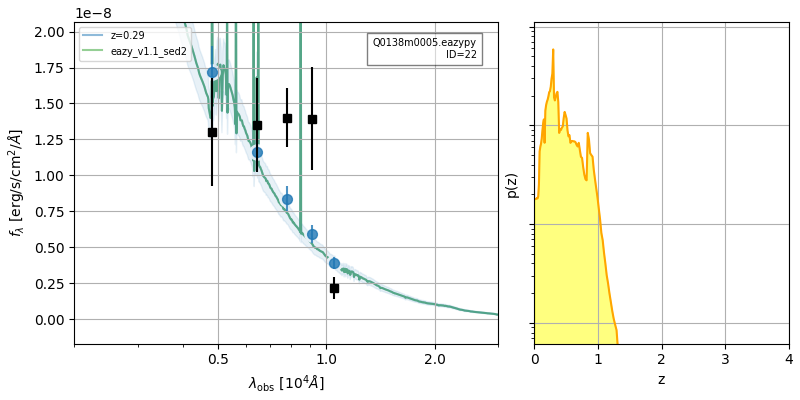 1e−8
z=0.29
eazy_v1.1_sed2
Q0138m0005.eazypy
ID=22
2.00
1.75
1.50
1.25
1.00
0.75
0.50
0.25
0.00
fλ [erg/s/cm²/Å]
0.5 1.0 2.0
λobs [10⁴Å]
p(z)
0 1 2 3 4
z